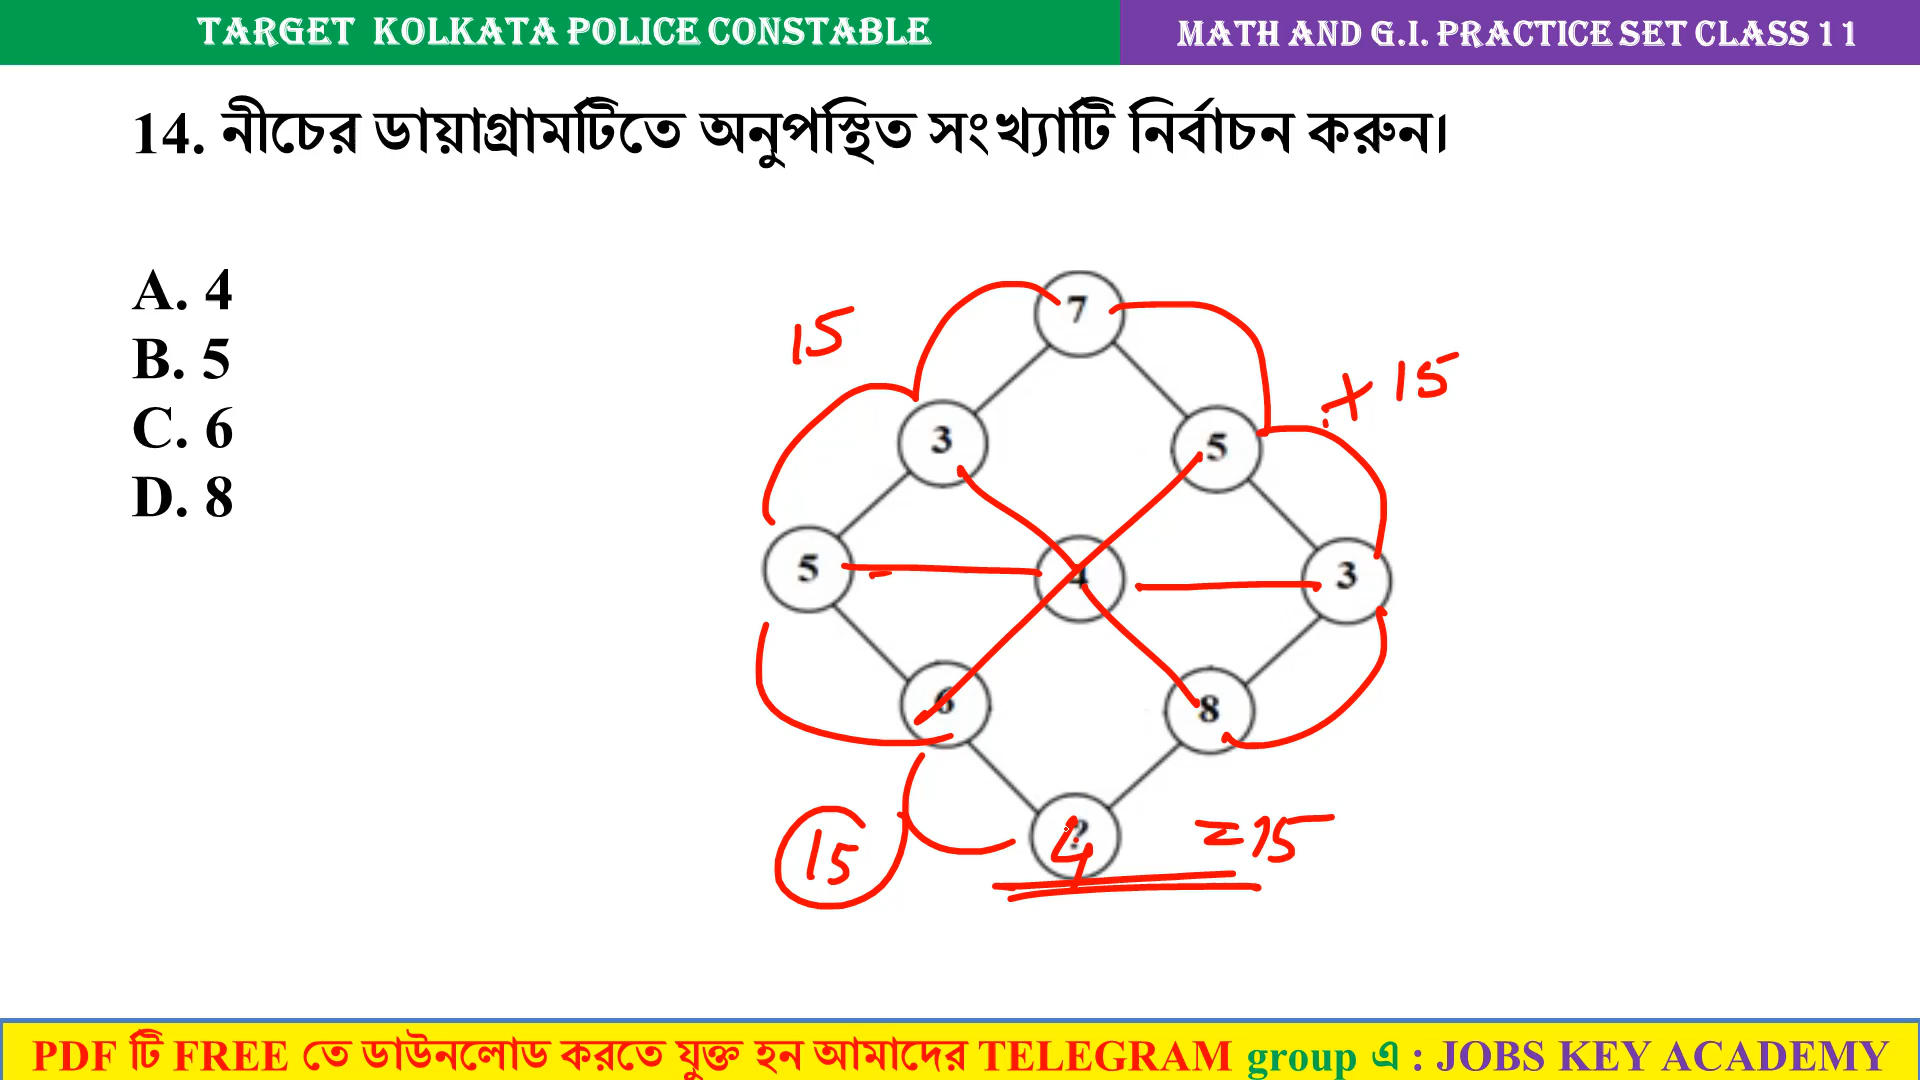 TARGET KOLKATA POLICE CONSTABLE
MATH AND G.I. PRACTICE SET CLASS 11
14. নীচের ডায়াগ্রামটিতে অনুপস্থিত সংখ্যাটি নির্বাচন করুন।
A. 4
B. 5
C. 6
D. 8
7
15
+ 15
3
5
5
4
3
6
8
15
?
4
=15
PDF টি FREE তে ডাউনলোড করতে যুক্ত হন আমাদের TELEGRAM group এ : JOBS KEY ACADEMY